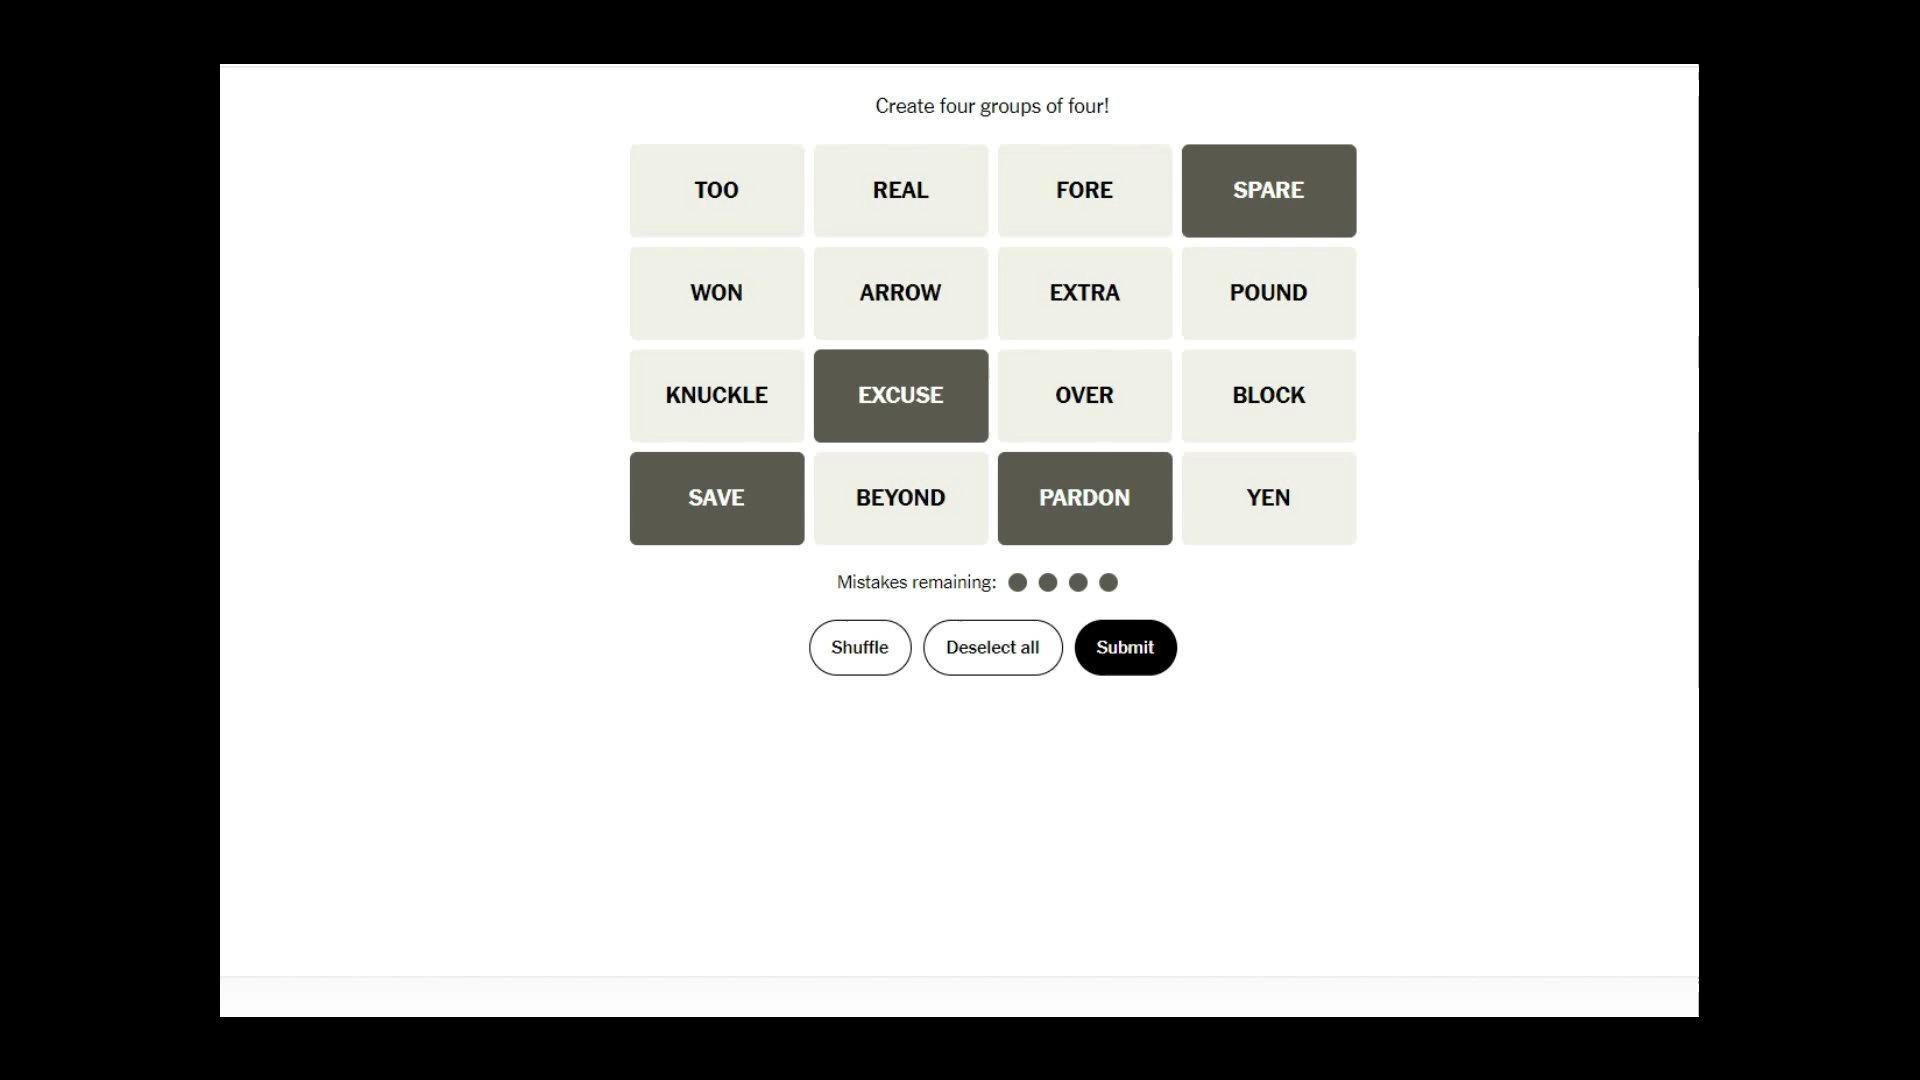 Create four groups of four!
TOO REAL FORE SPARE
WON ARROW EXTRA POUND
KNUCKLE EXCUSE OVER BLOCK
SAVE BEYOND PARDON YEN
Mistakes remaining:
Shuffle Deselect all Submit